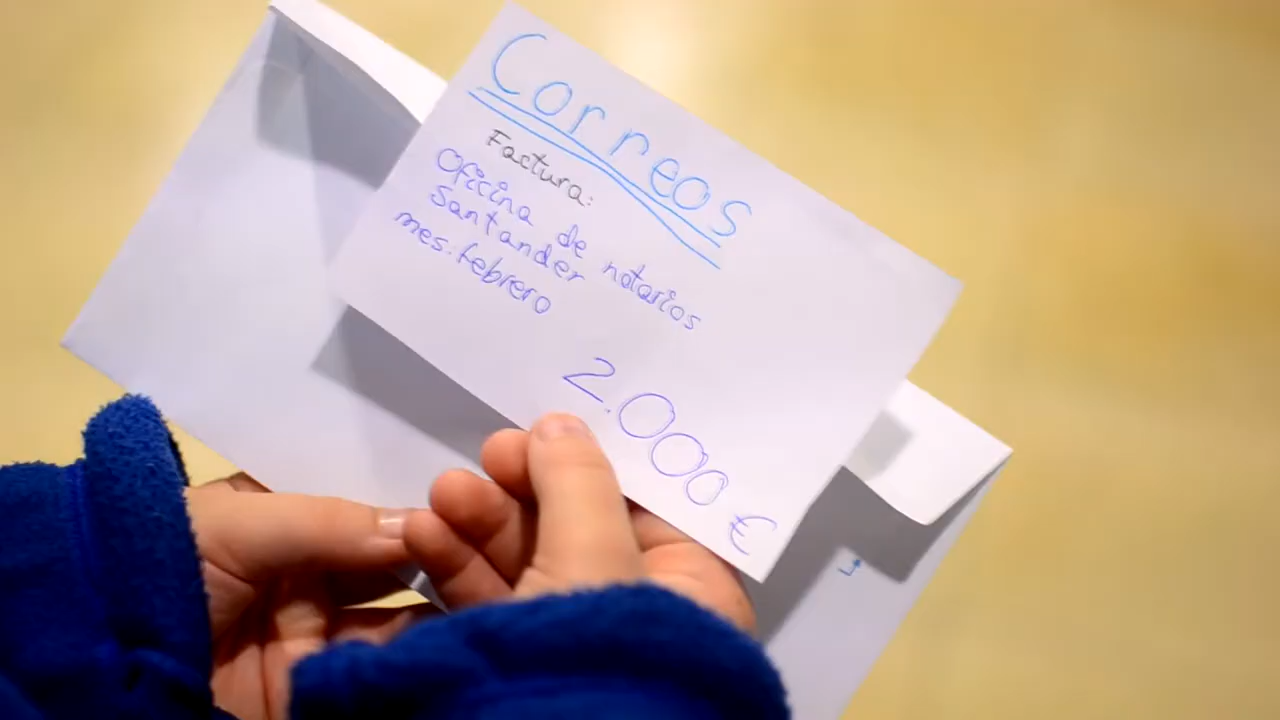 Correos
Factura:
Oficina de notarios
Santander
mes.febrero
2.000 €